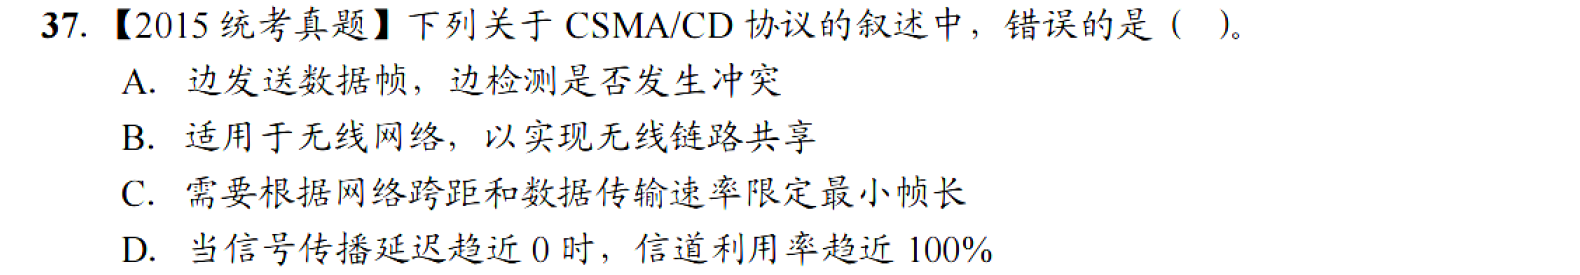 37. 【2015 统考真题】下列关于 CSMA/CD 协议的叙述中，错误的是（　）。
A. 边发送数据帧，边检测是否发生冲突
B. 适用于无线网络，以实现无线链路共享
C. 需要根据网络跨距和数据传输速率限定最小帧长
D. 当信号传播延迟趋近 0 时，信道利用率趋近 100%